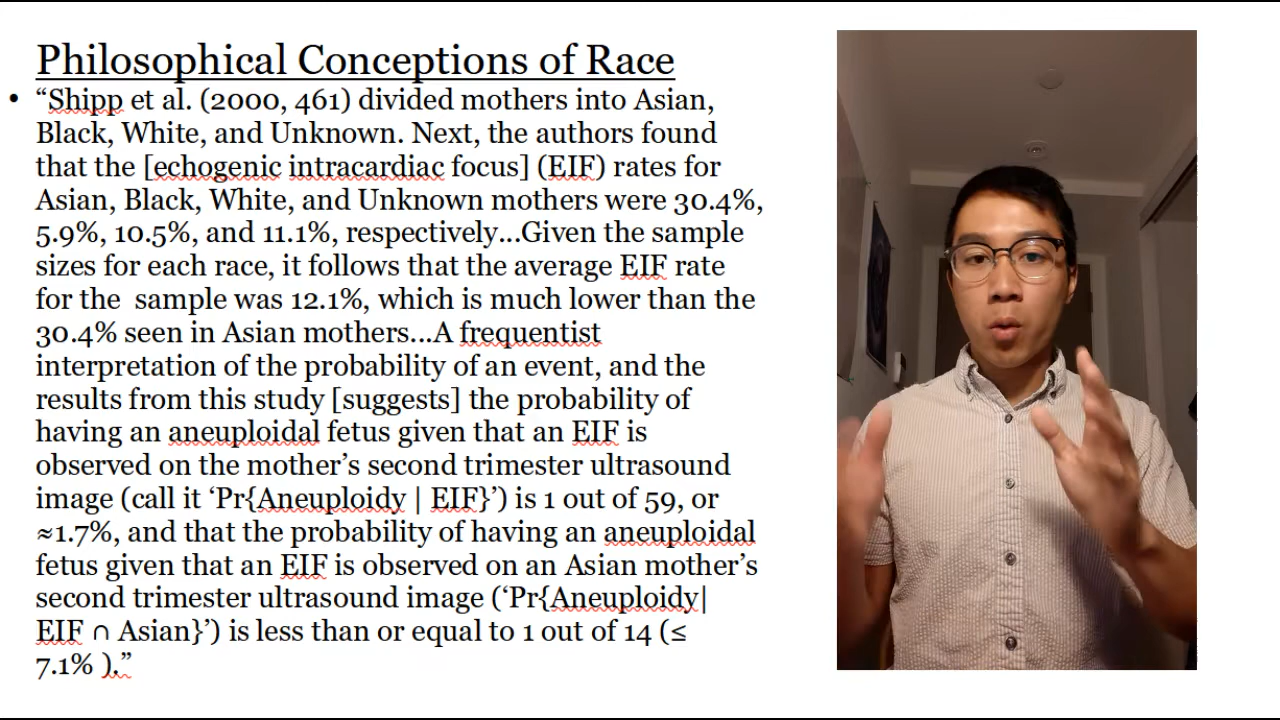 Philosophical Conceptions of Race
• “Shipp et al. (2000, 461) divided mothers into Asian,
Black, White, and Unknown. Next, the authors found
that the [echogenic intracardiac focus] (EIF) rates for
Asian, Black, White, and Unknown mothers were 30.4%,
5.9%, 10.5%, and 11.1%, respectively...Given the sample
sizes for each race, it follows that the average EIF rate
for the  sample was 12.1%, which is much lower than the
30.4% seen in Asian mothers...A frequentist
interpretation of the probability of an event, and the
results from this study [suggests] the probability of
having an aneuploidal fetus given that an EIF is
observed on the mother’s second trimester ultrasound
image (call it ‘Pr{Aneuploidy | EIF}’) is 1 out of 59, or
≈1.7%, and that the probability of having an aneuploidal
fetus given that an EIF is observed on an Asian mother’s
second trimester ultrasound image (‘Pr{Aneuploidy|
EIF ∩ Asian}’) is less than or equal to 1 out of 14 (≤
7.1% ).”